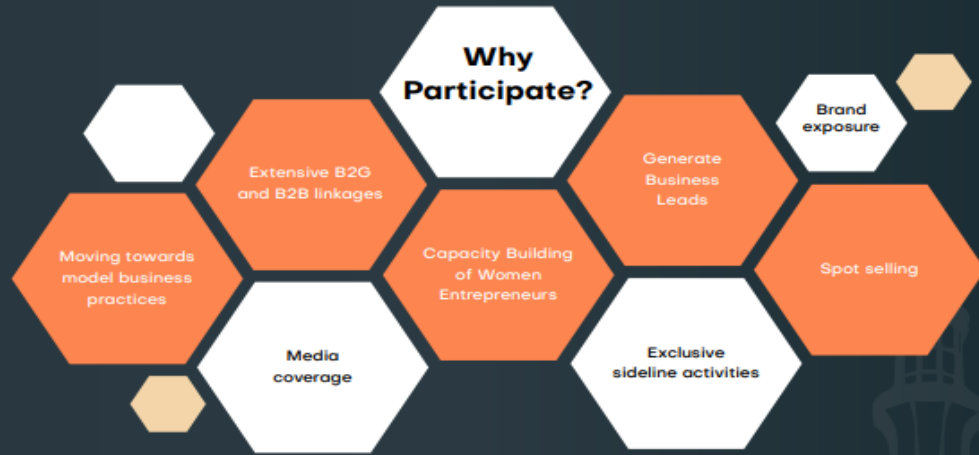 Why
Participate?
Brand
exposure
Extensive B2G
and B2B linkages
Generate
Business
Leads
Moving towards
model business
practices
Capacity Building
of Women
Entrepreneurs
Spot selling
Media
coverage
Exclusive
sideline activities